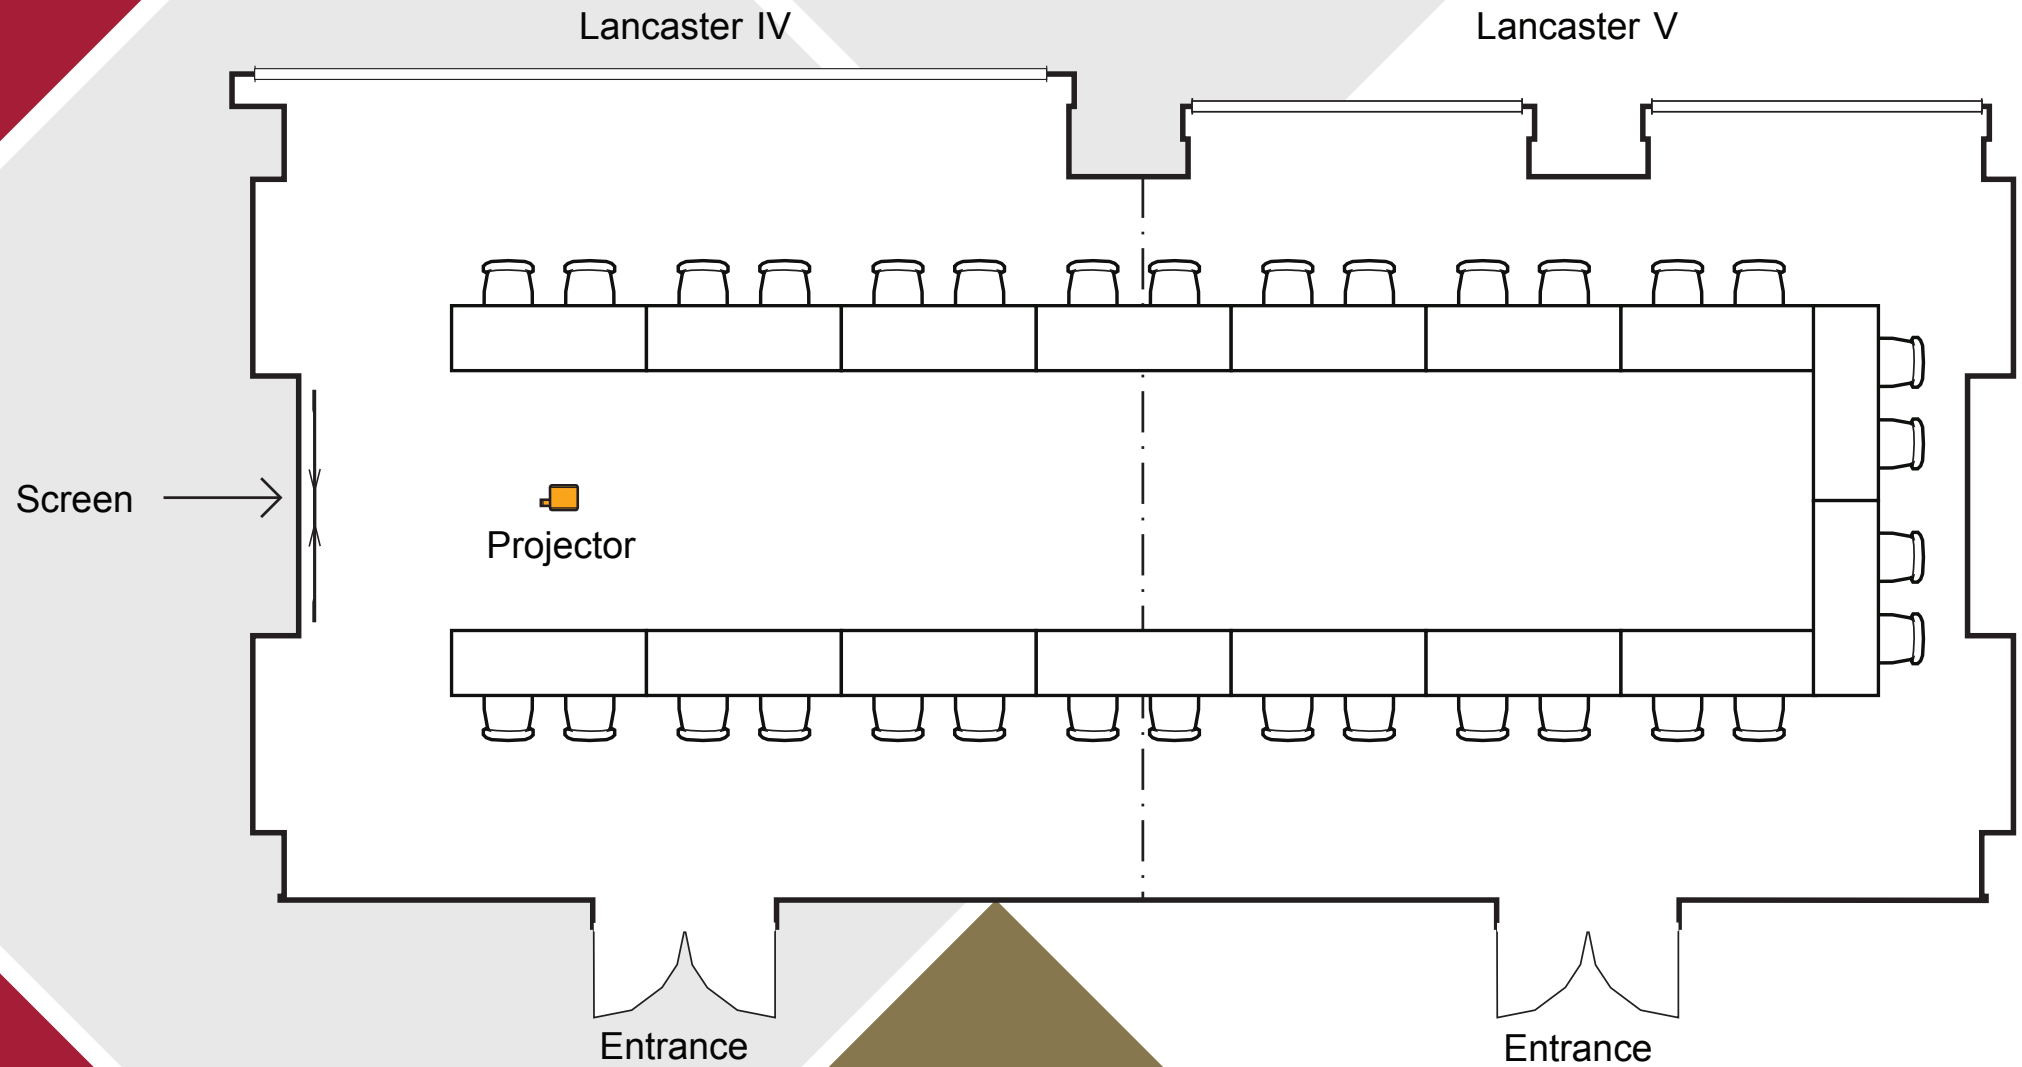 Lancaster IV
Lancaster V
Screen
Projector
Entrance
Entrance